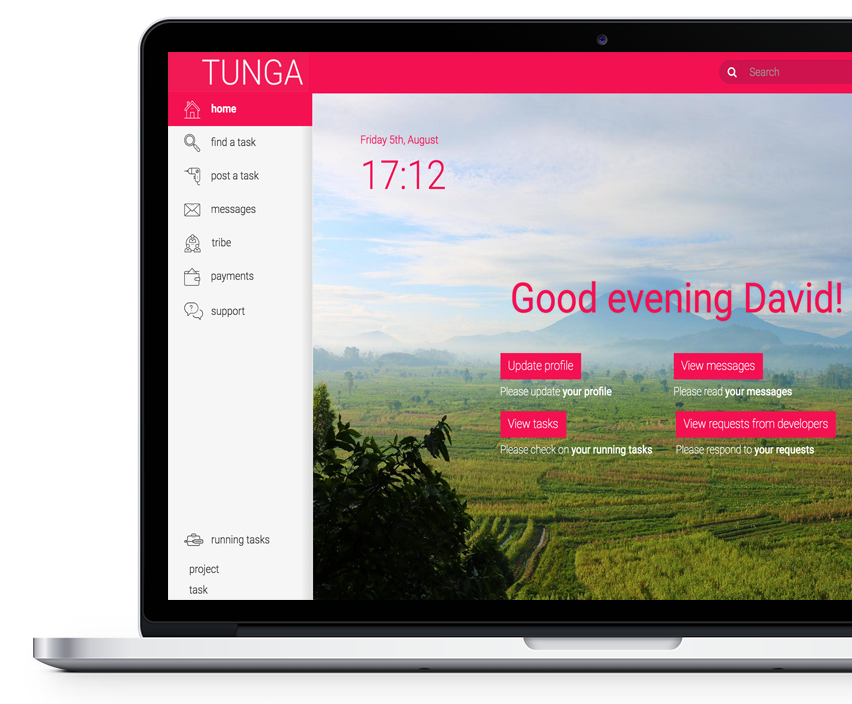 TUNGA
Search
home
find a task
post a task
messages
tribe
payments
support
running tasks
project
task
Friday 5th, August
17:12
Good evening David!
Update profile
View messages
Please update your profile
Please read your messages
View tasks
View requests from developers
Please check on your running tasks
Please respond to your requests